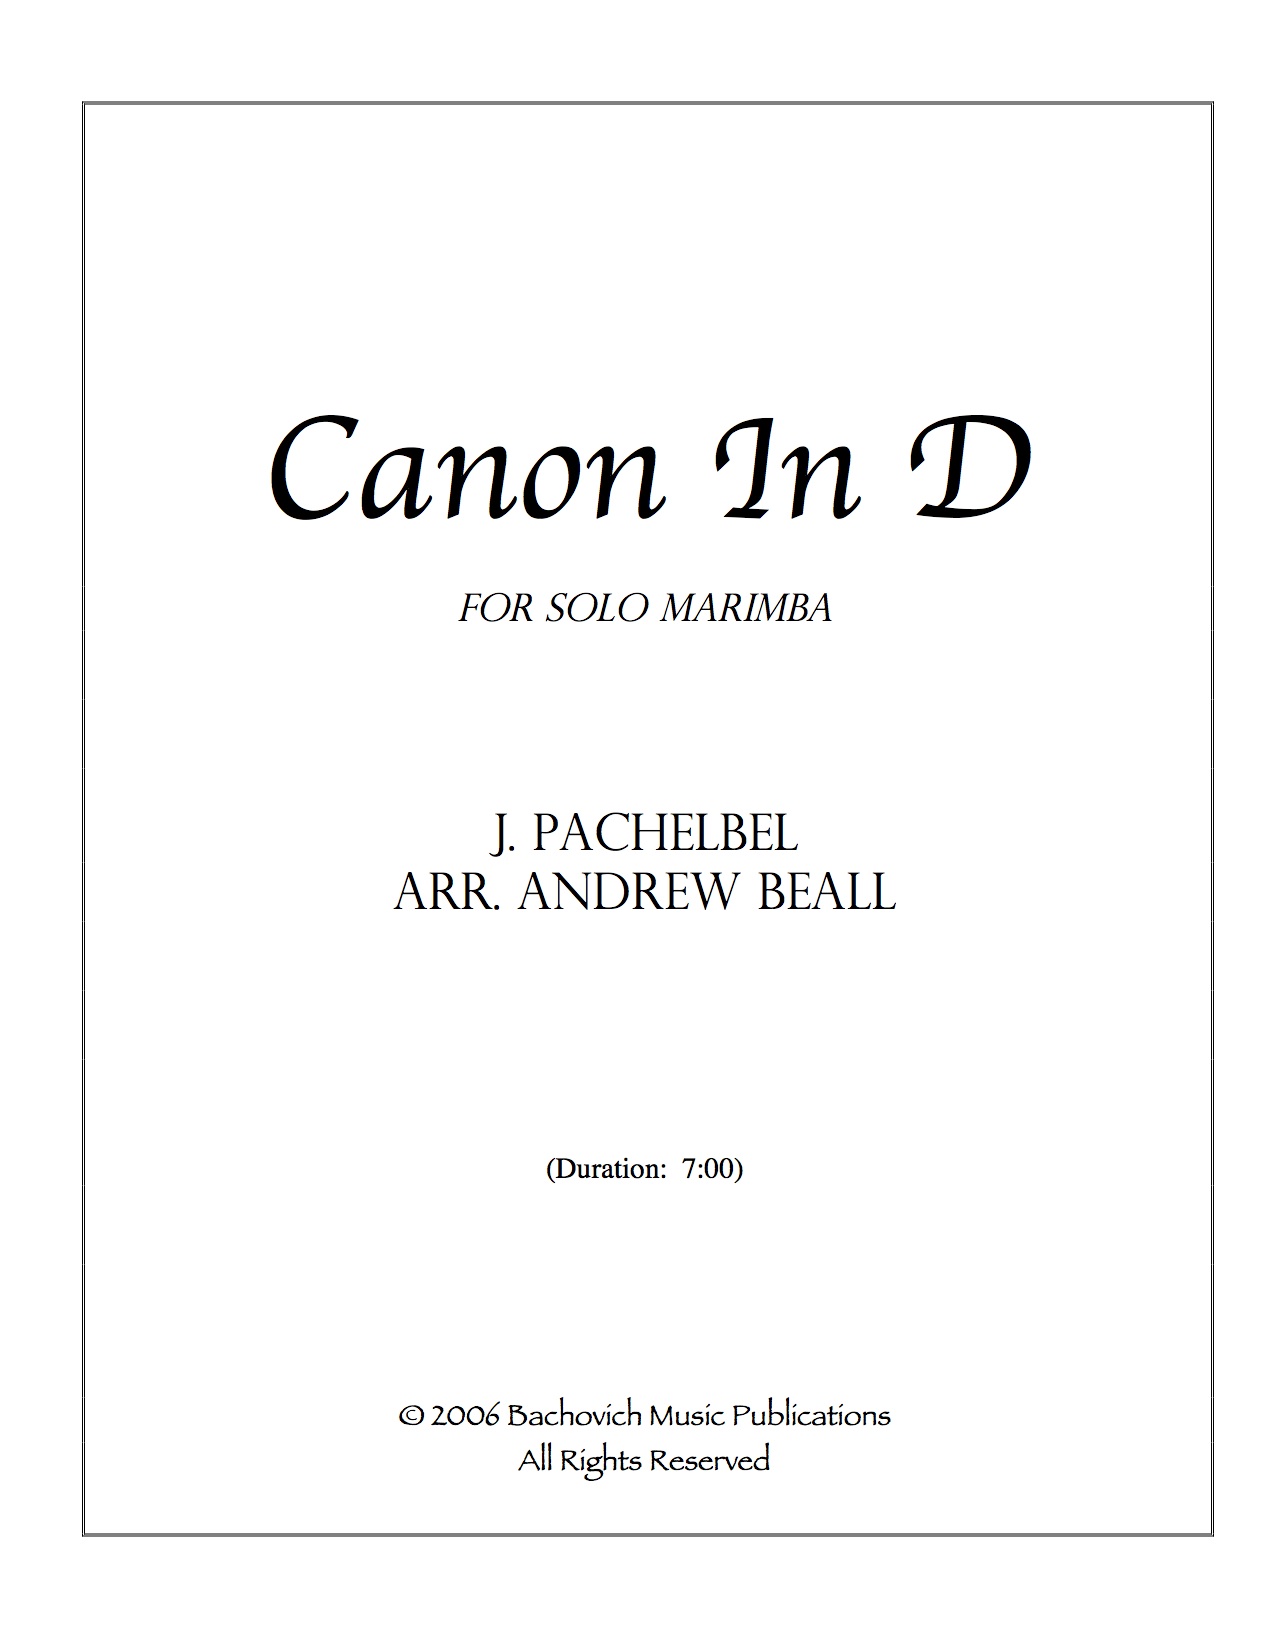 Canon In D
FOR SOLO MARIMBA
J. PACHELBEL
ARR. ANDREW BEALL
(Duration:  7:00)
© 2006 Bachovich Music Publications
All Rights Reserved